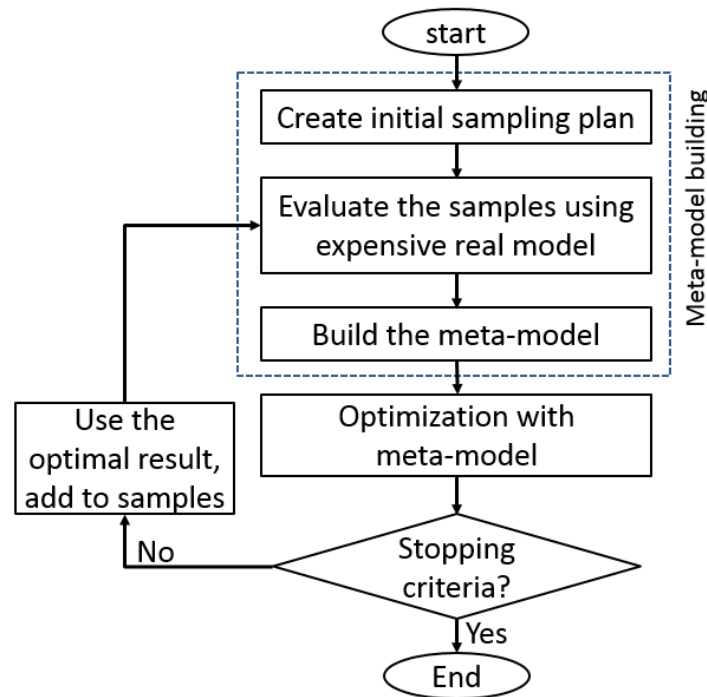 start
Create initial sampling plan
Evaluate the samples using
expensive real model
Build the meta-model
Meta-model building
Optimization with
meta-model
Use the
optimal result,
add to samples
Stopping
criteria?
No
Yes
End